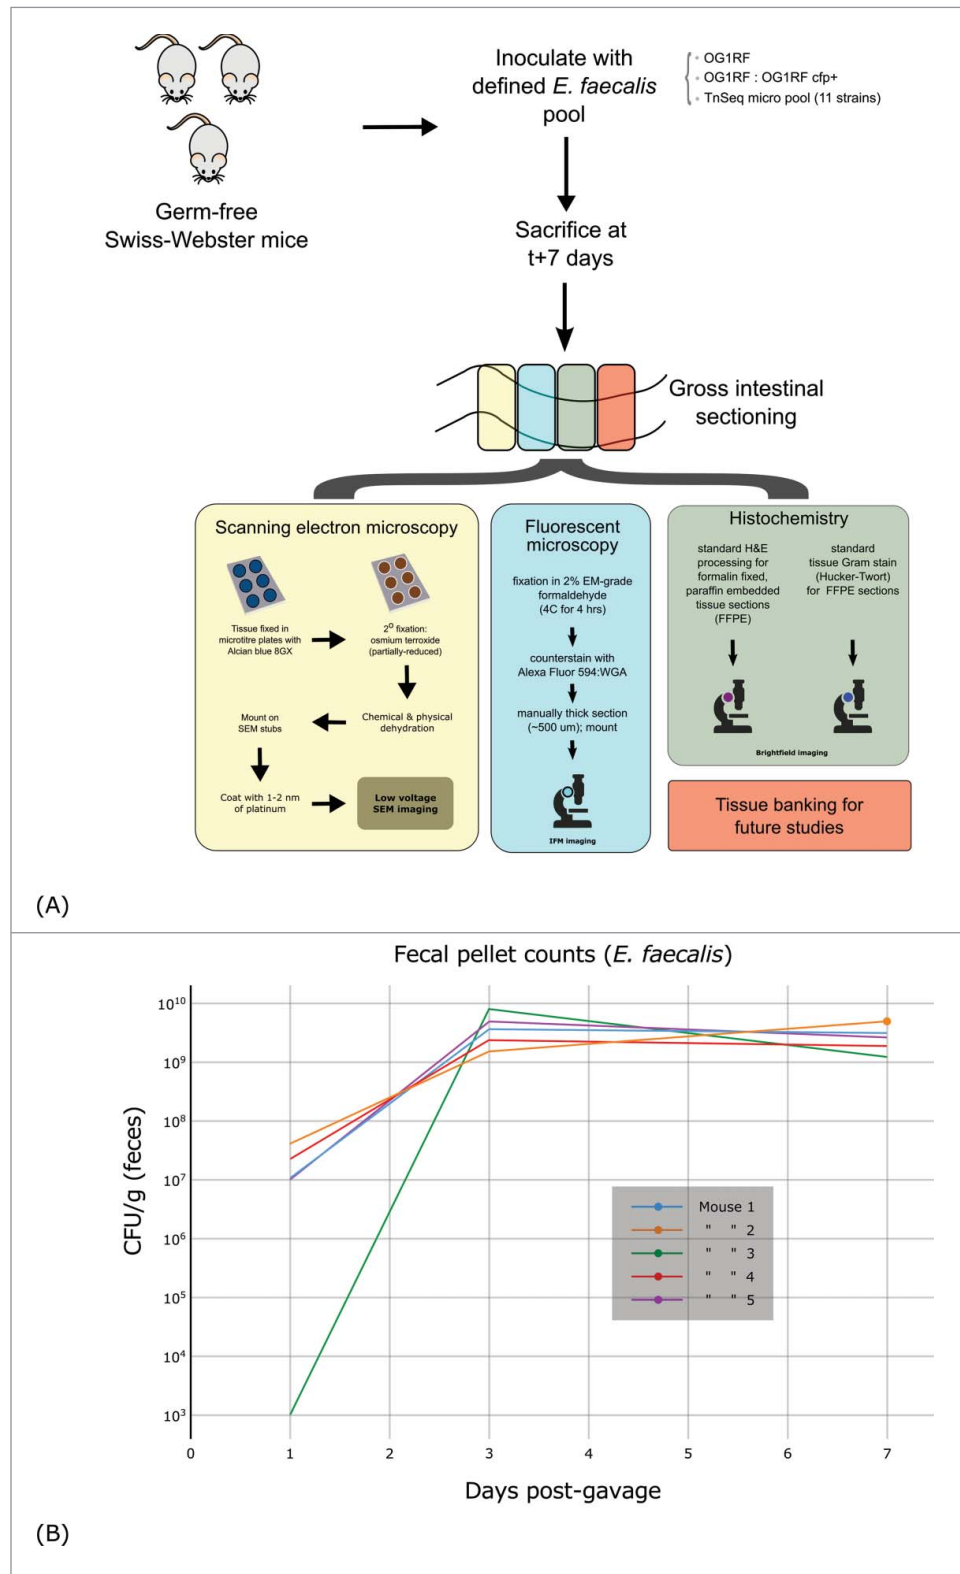 Germ-free
Swiss-Webster mice
Inoculate with
defined E. faecalis
pool
OG1RF
OG1RF : OG1RF cfp+
TnSeq micro pool (11 strains)
Sacrifice at
t+7 days
Gross intestinal
sectioning
Scanning electron microscopy
Tissue fixed in
microtitre plates with
Alcian blue 8GX
2º fixation:
osmium terroxide
(partially-reduced)
Chemical & physical
dehydration
Mount on
SEM stubs
Coat with 1-2 nm
of platinum
Low voltage
SEM imaging
Fluorescent
microscopy
fixation in 2% EM-grade
formaldehyde
(4C for 4 hrs)
counterstain with
Alexa Fluor 594:WGA
manually thick section
(~500 um); mount
IFM imaging
Histochemistry
standard H&E
processing for
formalin fixed,
paraffin embedded
tissue sections
(FFPE)
standard
tissue Gram stain
(Hucker-Twort)
for FFPE sections
Brightfield imaging
Tissue banking for
future studies
(A)
Fecal pellet counts (E. faecalis)
CFU/g (feces)
10¹⁰
10⁹
10⁸
10⁷
10⁶
10⁵
10⁴
10³
0 1 2 3 4 5 6 7
Days post-gavage
Mouse 1
" " 2
" " 3
" " 4
" " 5
(B)